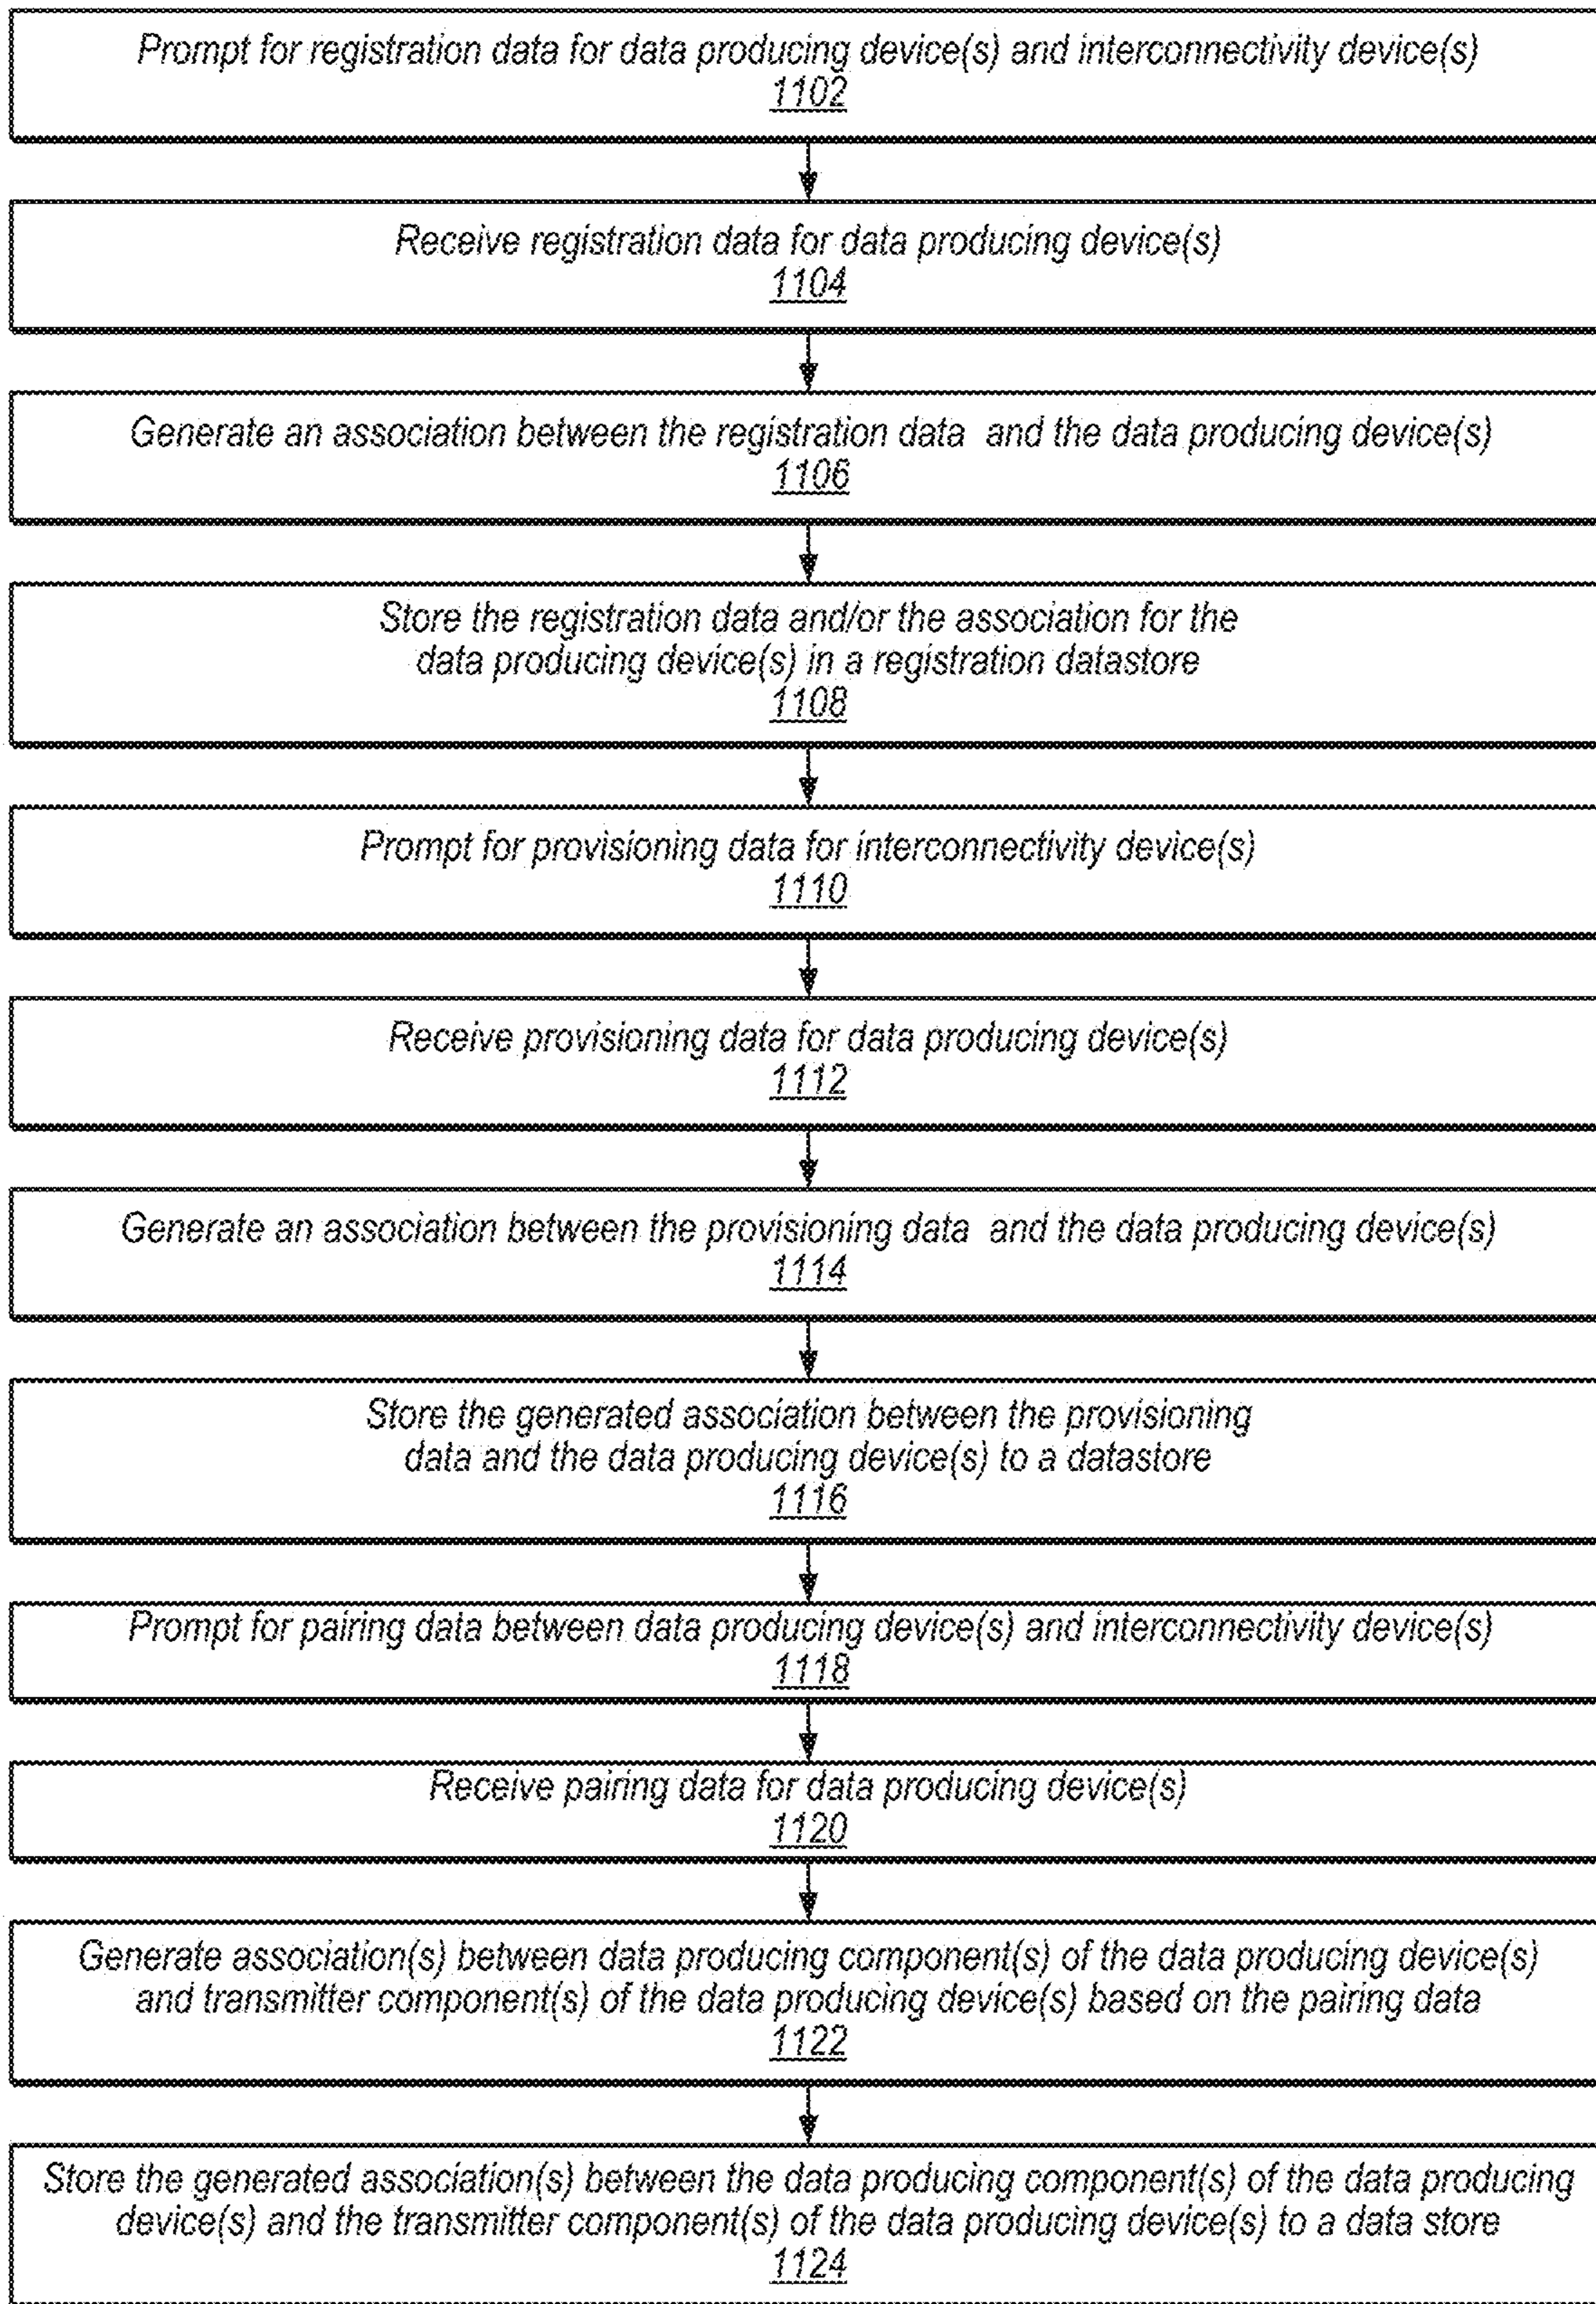 Prompt for registration data for data producing device(s) and interconnectivity device(s)
1102
Receive registration data for data producing device(s)
1104
Generate an association between the registration data and the data producing device(s)
1106
Store the registration data and/or the association for the
data producing device(s) in a registration datastore
1108
Prompt for provisioning data for interconnectivity device(s)
1110
Receive provisioning data for data producing device(s)
1112
Generate an association between the provisioning data and the data producing device(s)
1114
Store the generated association between the provisioning
data and the data producing device(s) to a datastore
1116
Prompt for pairing data between data producing device(s) and interconnectivity device(s)
1118
Receive pairing data for data producing device(s)
1120
Generate association(s) between data producing component(s) of the data producing device(s)
and transmitter component(s) of the data producing device(s) based on the pairing data
1122
Store the generated association(s) between the data producing component(s) of the data producing
device(s) and the transmitter component(s) of the data producing device(s) to a data store
1124